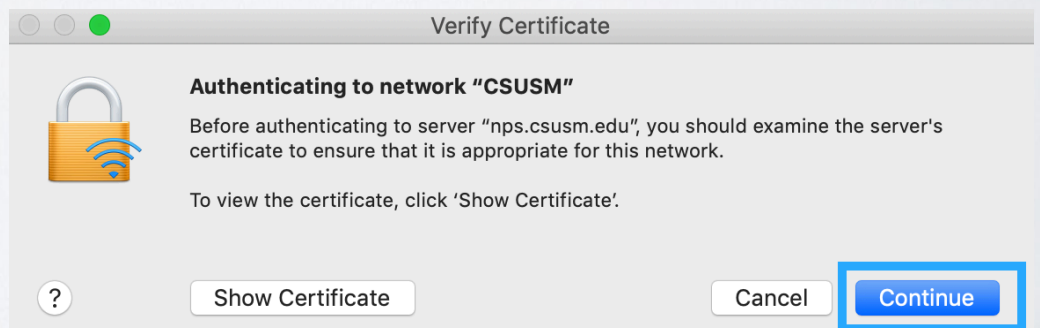 Verify Certificate
Authenticating to network “CSUSM”
Before authenticating to server “nps.csusm.edu”, you should examine the server's
certificate to ensure that it is appropriate for this network.
To view the certificate, click ‘Show Certificate’.
?
Show Certificate
Cancel
Continue